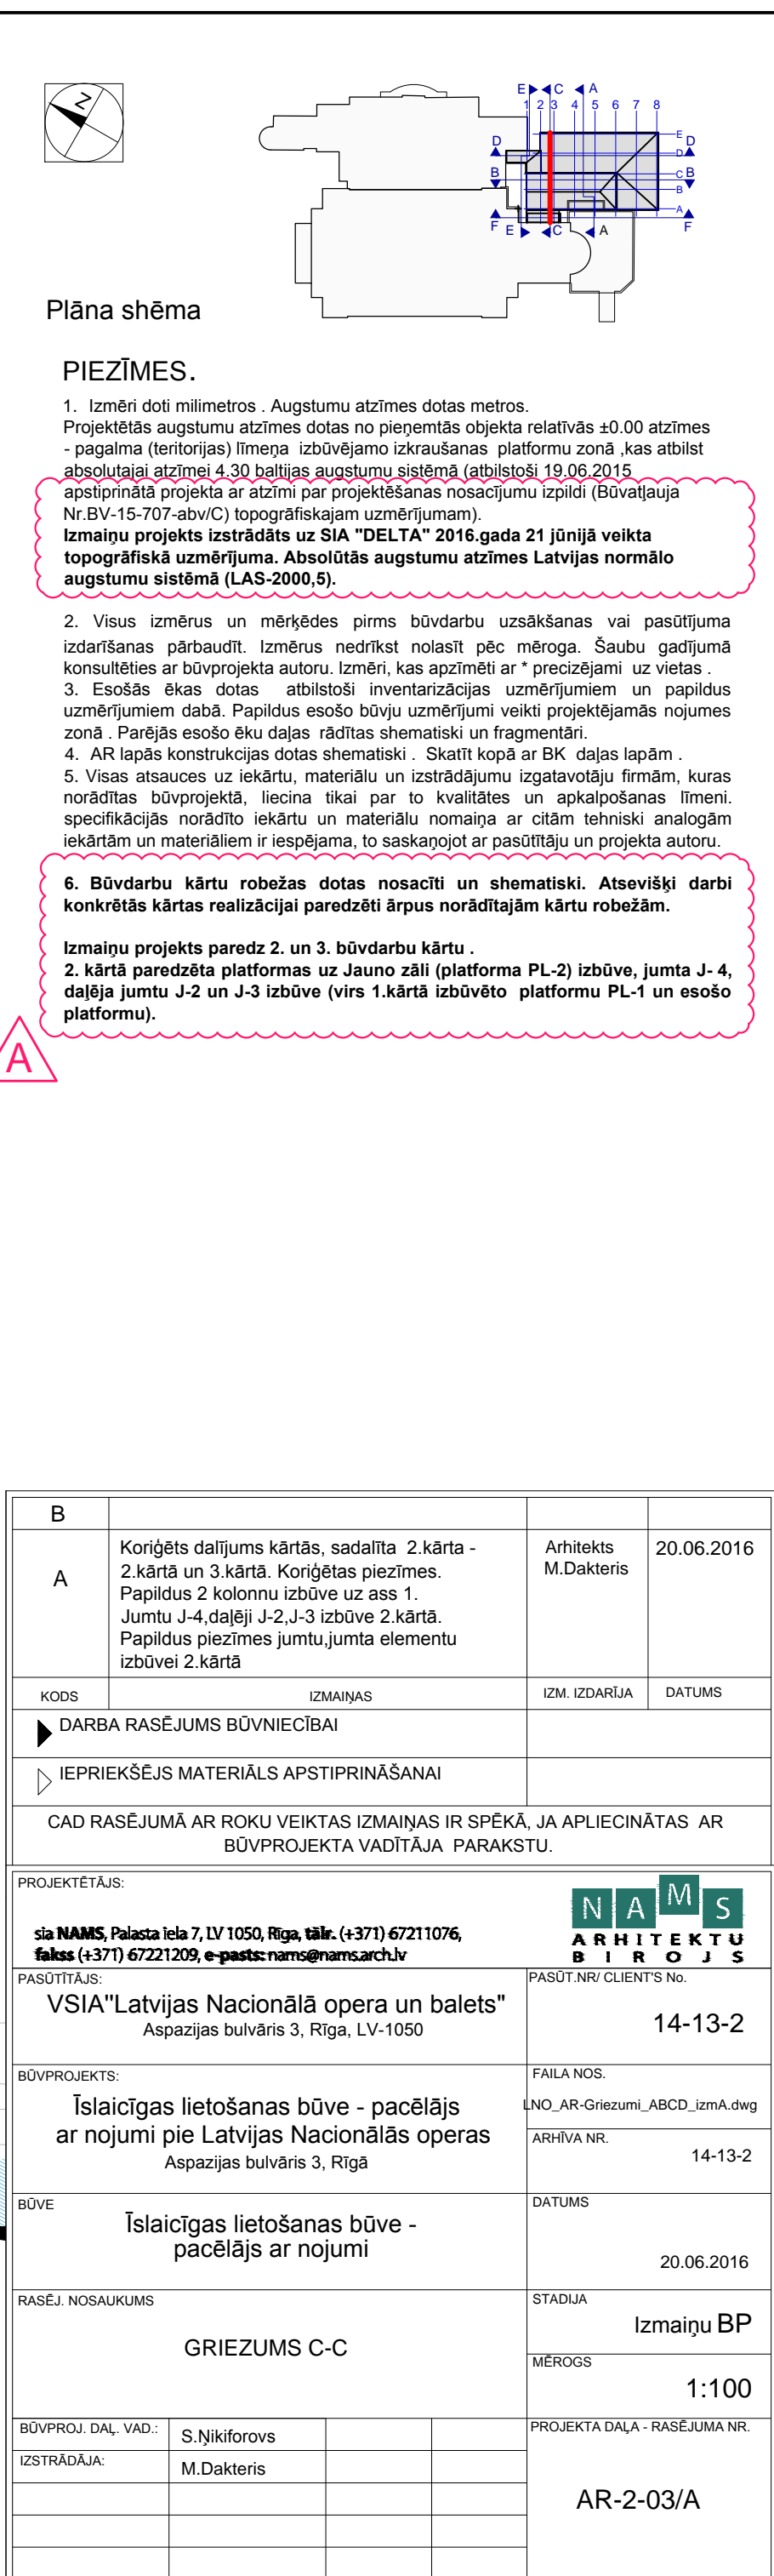 N
E C A
1 2 3 4 5 6 7 8
E
D D D
C
B B
B
A
F F
E C A
Plāna shēma
PIEZĪMES.
1. Izmēri doti milimetros . Augstumu atzīmes dotas metros.
Projektētās augstumu atzīmes dotas no pieņemtās objekta relatīvās ±0.00 atzīmes
- pagalma (teritorijas) līmeņa izbūvējamo izkraušanas platformu zonā ,kas atbilst
absolutajai atzīmei 4.30 baltijas augstumu sistēmā (atbilstoši 19.06.2015
apstiprinātā projekta ar atzīmi par projektēšanas nosacījumu izpildi (Būvatļauja
Nr.BV-15-707-abv/C) topogrāfiskajam uzmērījumam).
Izmaiņu projekts izstrādāts uz SIA "DELTA" 2016.gada 21 jūnijā veikta
topogrāfiskā uzmērījuma. Absolūtās augstumu atzīmes Latvijas normālo
augstumu sistēmā (LAS-2000,5).
2. Visus izmērus un mērķēdes pirms būvdarbu uzsākšanas vai pasūtījuma
izdarīšanas pārbaudīt. Izmērus nedrīkst nolasīt pēc mēroga. Šaubu gadījumā
konsultēties ar būvprojekta autoru. Izmēri, kas apzīmēti ar * precizējami uz vietas .
3. Esošās ēkas dotas atbilstoši inventarizācijas uzmērījumiem un papildus
uzmērījumiem dabā. Papildus esošo būvju uzmērījumi veikti projektējamās nojumes
zonā . Parējās esošo ēku daļas rādītas shematiski un fragmentāri.
4. AR lapās konstrukcijas dotas shematiski . Skatīt kopā ar BK daļas lapām .
5. Visas atsauces uz iekārtu, materiālu un izstrādājumu izgatavotāju firmām, kuras
norādītas būvprojektā, liecina tikai par to kvalitātes un apkalpošanas līmeni.
specifikācijās norādīto iekārtu un materiālu nomaiņa ar citām tehniski analogām
iekārtām un materiāliem ir iespējama, to saskaņojot ar pasūtītāju un projekta autoru.
6. Būvdarbu kārtu robežas dotas nosacīti un shematiski. Atsevišķi darbi
konkrētās kārtas realizācijai paredzēti ārpus norādītajām kārtu robežām.
Izmaiņu projekts paredz 2. un 3. būvdarbu kārtu .
2. kārtā paredzēta platformas uz Jauno zāli (platforma PL-2) izbūve, jumta J- 4,
daļēja jumtu J-2 un J-3 izbūve (virs 1.kārtā izbūvēto platformu PL-1 un esošo
platformu).
A
B
A
Koriģēts dalījums kārtās, sadalīta 2.kārta -
2.kārtā un 3.kārtā. Koriģētas piezīmes.
Papildus 2 kolonnu izbūve uz ass 1.
Jumtu J-4,daļēji J-2,J-3 izbūve 2.kārtā.
Papildus piezīmes jumtu,jumta elementu
izbūvei 2.kārtā
Arhitekts
M.Dakteris
20.06.2016
KODS IZMAIŅAS IZM. IZDARĪJA DATUMS
DARBA RASĒJUMS BŪVNIECĪBAI
IEPRIEKŠĒJS MATERIĀLS APSTIPRINĀŠANAI
CAD RASĒJUMĀ AR ROKU VEIKTAS IZMAIŅAS IR SPĒKĀ, JA APLIECINĀTAS AR
BŪVPROJEKTA VADĪTĀJA PARAKSTU.
PROJEKTĒTĀJS:
sia NAMS, Palasta iela 7, LV 1050, Rīga, tālr. (+371) 67211076,
fakss (+371) 67221209, e-pasts: nams@nams.arch.lv
NAMS
ARHITEKTU
BIROJS
PASŪTĪTĀJS:
VSIA"Latvijas Nacionālā opera un balets"
Aspazijas bulvāris 3, Rīga, LV-1050
PASŪT.NR/ CLIENT'S No.
14-13-2
BŪVPROJEKTS:
Īslaicīgas lietošanas būve - pacēlājs
ar nojumi pie Latvijas Nacionālās operas
Aspazijas bulvāris 3, Rīgā
FAILA NOS.
LNO_AR-Griezumi_ABCD_izmA.dwg
ARHĪVA NR.
14-13-2
BŪVE
Īslaicīgas lietošanas būve -
pacēlājs ar nojumi
DATUMS
20.06.2016
RASĒJ. NOSAUKUMS
GRIEZUMS C-C
STADIJA
Izmaiņu BP
MĒROGS
1:100
BŪVPROJ. DAĻ. VAD.: S.Ņikiforovs
IZSTRĀDĀJA: M.Dakteris
PROJEKTA DAĻA - RASĒJUMA NR.
AR-2-03/A